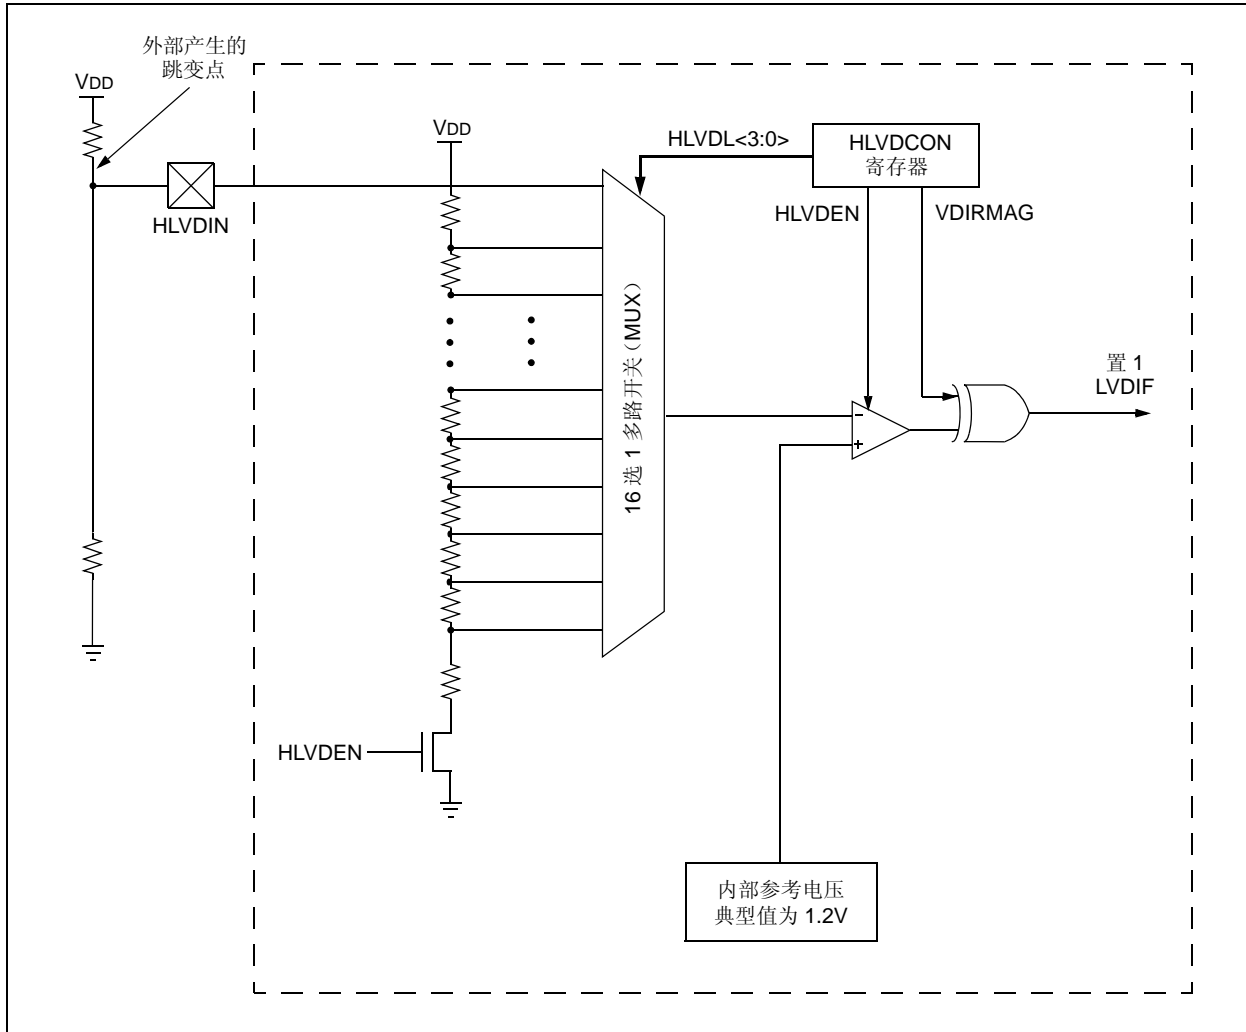 外部产生的
跳变点
VDD
VDD
HLVDIN
HLVDL<3:0>
HLVDCON
寄存器
HLVDEN
VDIRMAG
16 选 1 多路开关（MUX）
–
+
置 1
LVDIF
HLVDEN
内部参考电压
典型值为 1.2V